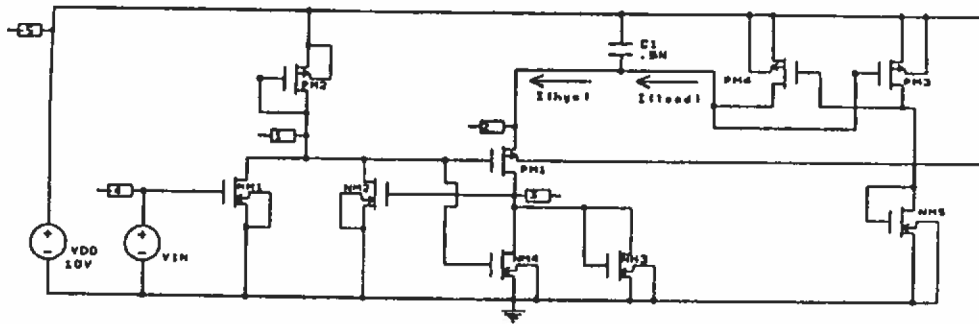 5
C1
.5N
PM2
PM4
PM3
I(hys)
I(load)
3
2
PM1
4
NM1
NM2
1
NM5
VDD
10V
VIN
NM4
NM3